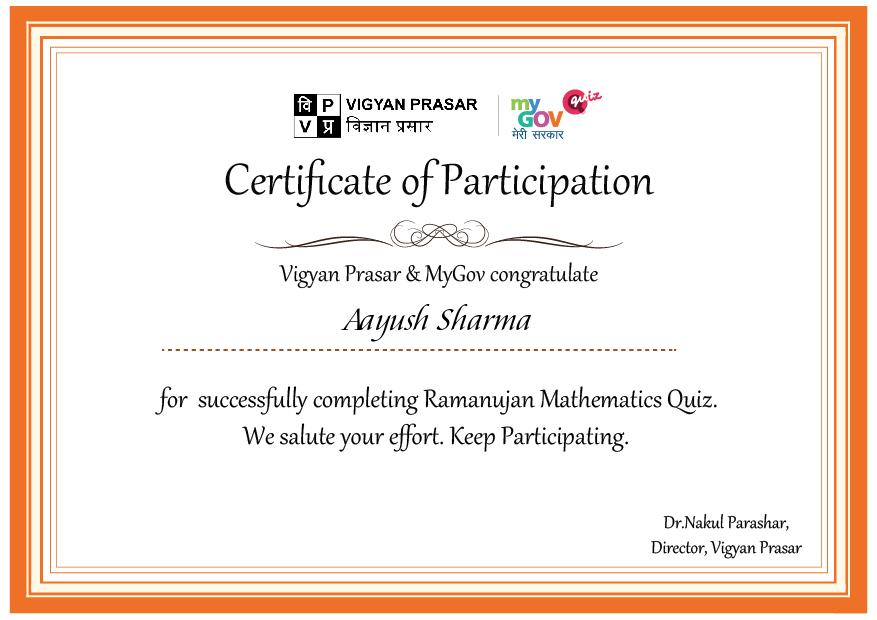 वि P
V प्र
VIGYAN PRASAR
विज्ञान प्रसार
my
GOV
मेरी सरकार
quiz
Certificate of Participation
Vigyan Prasar & MyGov congratulate
Aayush Sharma
for successfully completing Ramanujan Mathematics Quiz.
We salute your effort. Keep Participating.
Dr.Nakul Parashar,
Director, Vigyan Prasar